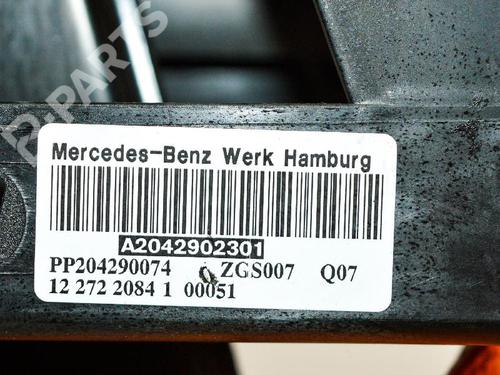 B-PARTS
Mercedes-Benz Werk Hamburg
A2042902301
PP204290074 ZGS007 Q07
12 272 2084 1 00051